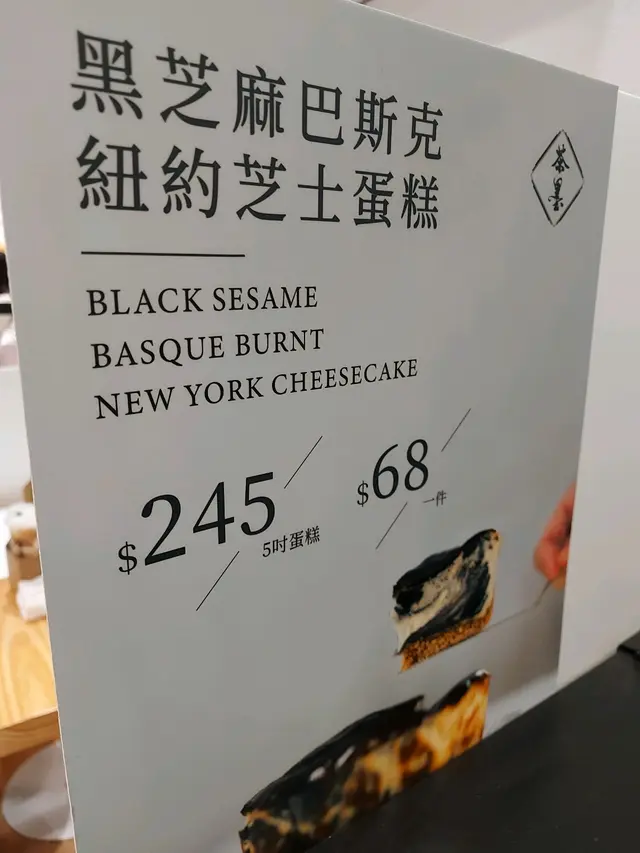 黑芝麻巴斯克
紐約芝士蛋糕
茶墨
BLACK SESAME
BASQUE BURNT
NEW YORK CHEESECAKE
$245
5吋蛋糕
$68
一件